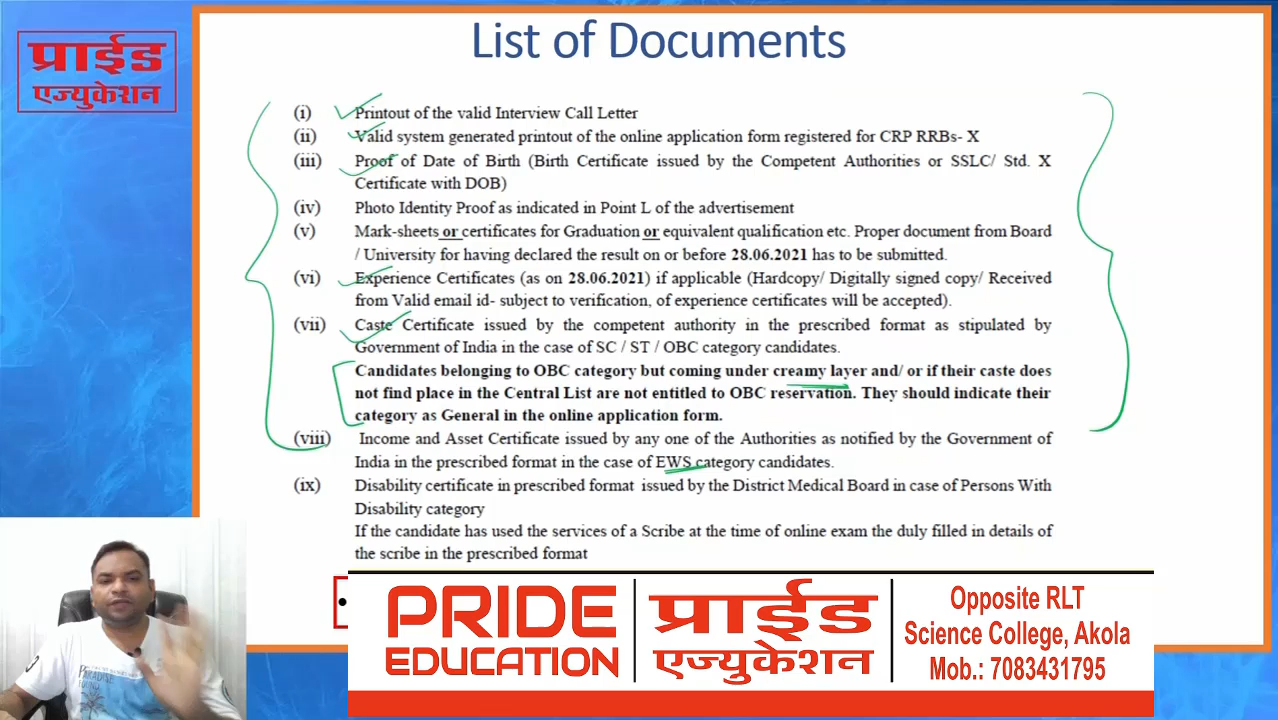 List of Documents
प्राईड
एज्युकेशन
(i) Printout of the valid Interview Call Letter
(ii) Valid system generated printout of the online application form registered for CRP RRBs- X
(iii) Proof of Date of Birth (Birth Certificate issued by the Competent Authorities or SSLC/ Std. X
Certificate with DOB)
(iv) Photo Identity Proof as indicated in Point L of the advertisement
(v) Mark-sheets or certificates for Graduation or equivalent qualification etc. Proper document from Board
/ University for having declared the result on or before 28.06.2021 has to be submitted.
(vi) Experience Certificates (as on 28.06.2021) if applicable (Hardcopy/ Digitally signed copy/ Received
from Valid email id- subject to verification, of experience certificates will be accepted).
(vii) Caste Certificate issued by the competent authority in the prescribed format as stipulated by
Government of India in the case of SC / ST / OBC category candidates.
Candidates belonging to OBC category but coming under creamy layer and/ or if their caste does
not find place in the Central List are not entitled to OBC reservation. They should indicate their
category as General in the online application form.
(viii) Income and Asset Certificate issued by any one of the Authorities as notified by the Government of
India in the prescribed format in the case of EWS category candidates.
(ix) Disability certificate in prescribed format issued by the District Medical Board in case of Persons With
Disability category
If the candidate has used the services of a Scribe at the time of online exam the duly filled in details of
the scribe in the prescribed format
PRIDE
EDUCATION
प्राईड
एज्युकेशन
Opposite RLT
Science College, Akola
Mob.: 7083431795
PARADISE